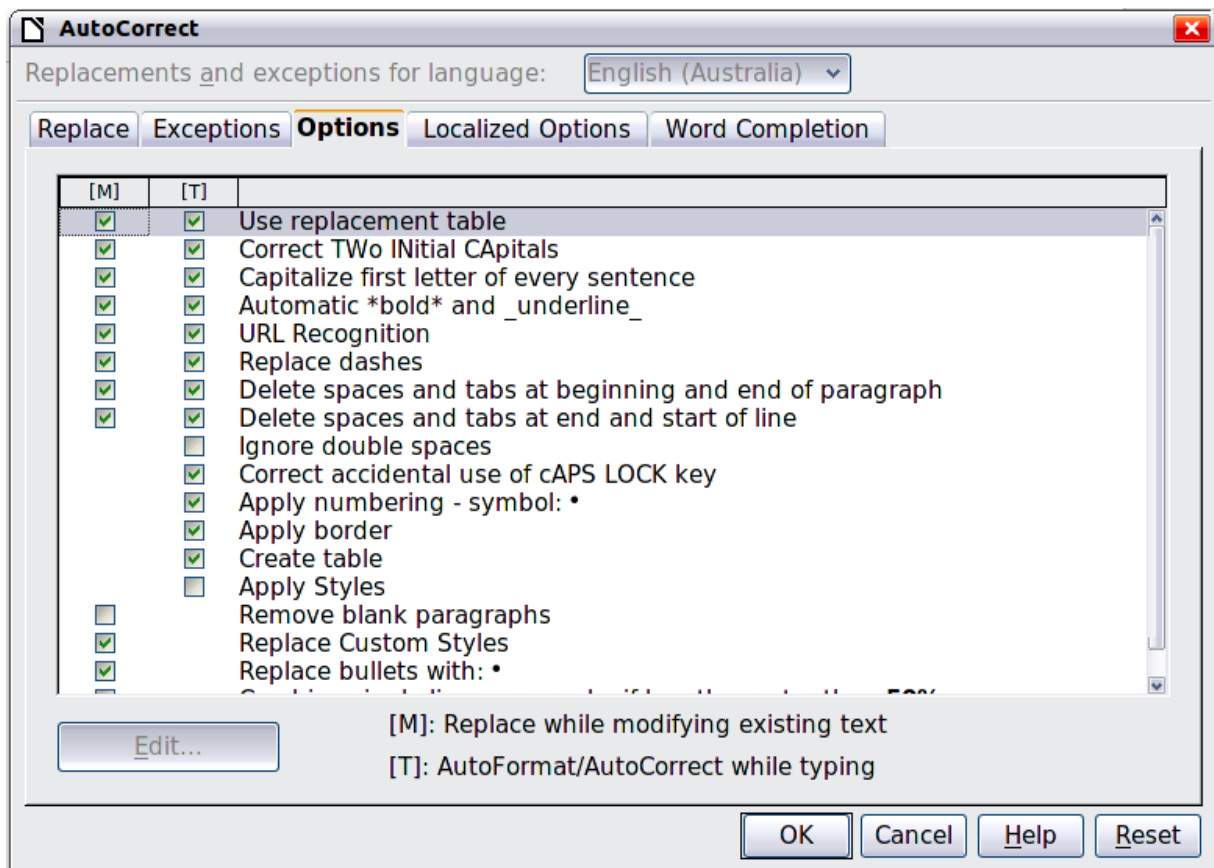 AutoCorrect
Replacements and exceptions for language: English (Australia)
Replace Exceptions Options Localized Options Word Completion
[M] [T]
Use replacement table
Correct TWo INitial CApitals
Capitalize first letter of every sentence
Automatic *bold* and _underline_
URL Recognition
Replace dashes
Delete spaces and tabs at beginning and end of paragraph
Delete spaces and tabs at end and start of line
Ignore double spaces
Correct accidental use of cAPS LOCK key
Apply numbering - symbol: •
Apply border
Create table
Apply Styles
Remove blank paragraphs
Replace Custom Styles
Replace bullets with: •
50%
Edit...
[M]: Replace while modifying existing text
[T]: AutoFormat/AutoCorrect while typing
OK Cancel Help Reset